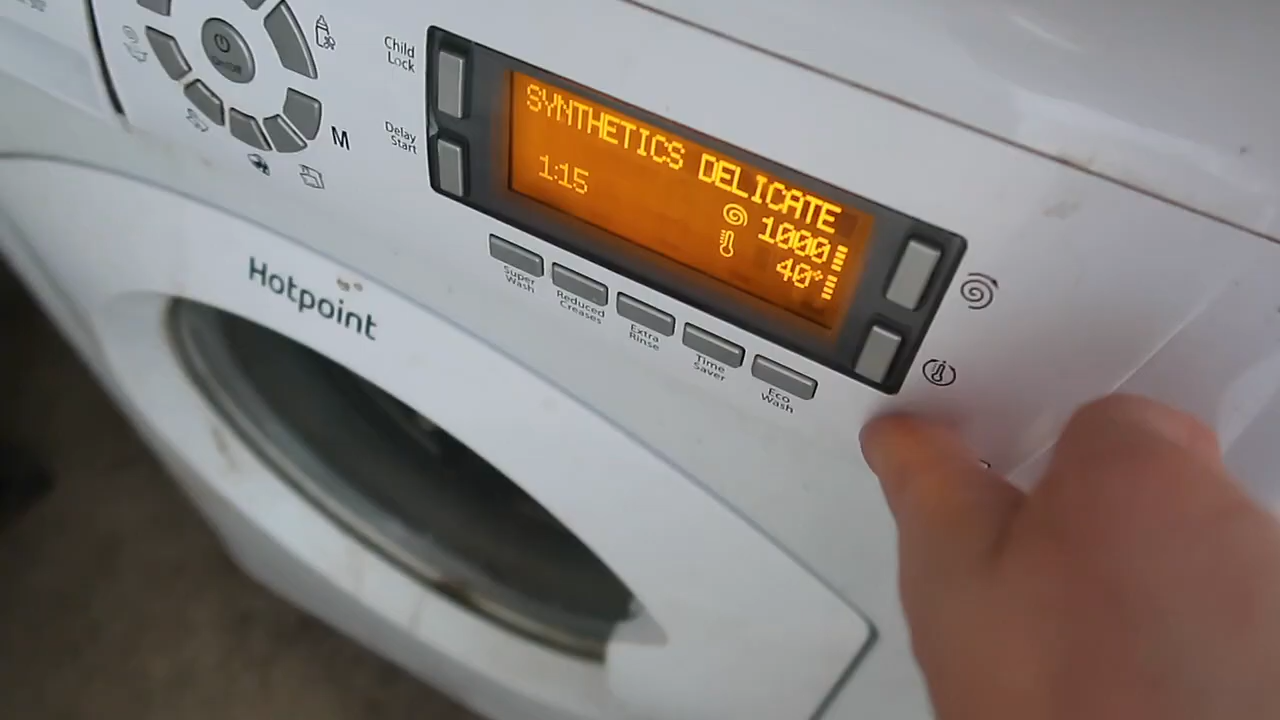 Child
Lock
Delay
Start
M
SYNTHETICS DELICATE
1:15
1000
40°
Super
Wash
Reduced
Creases
Extra
Rinse
Time
Saver
Eco
Wash
Hotpoint